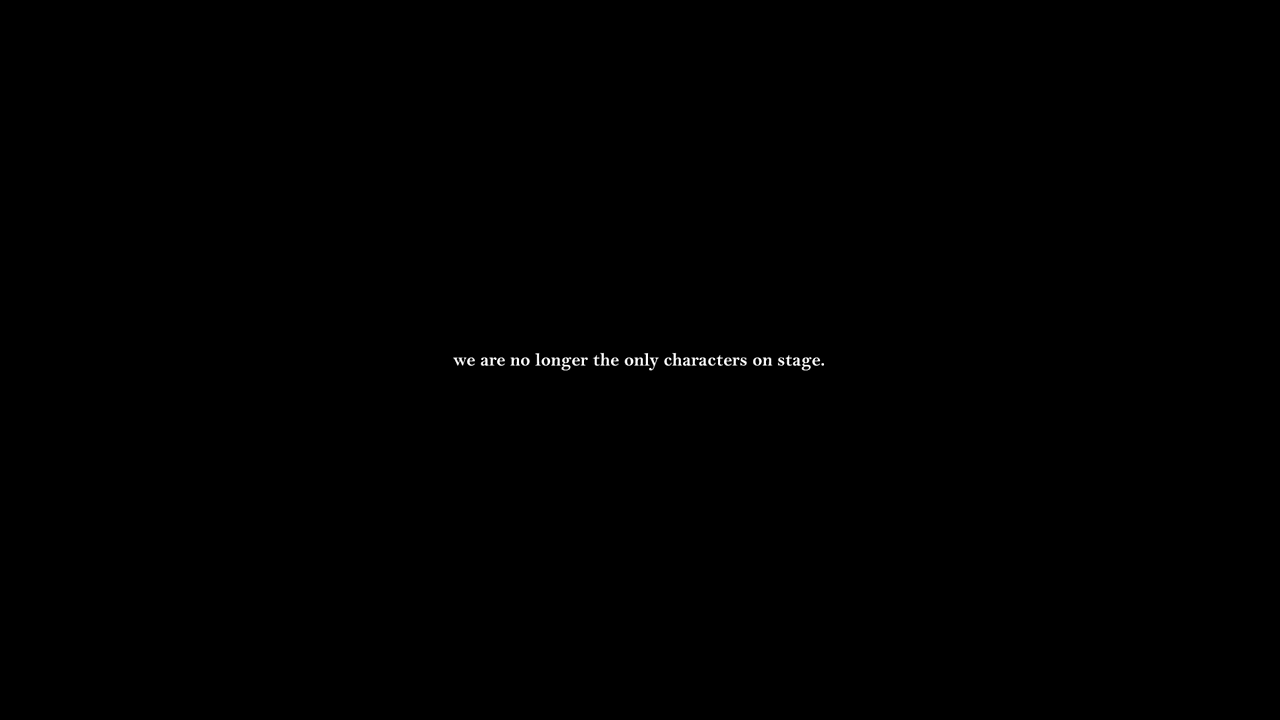 we are no longer the only characters on stage.